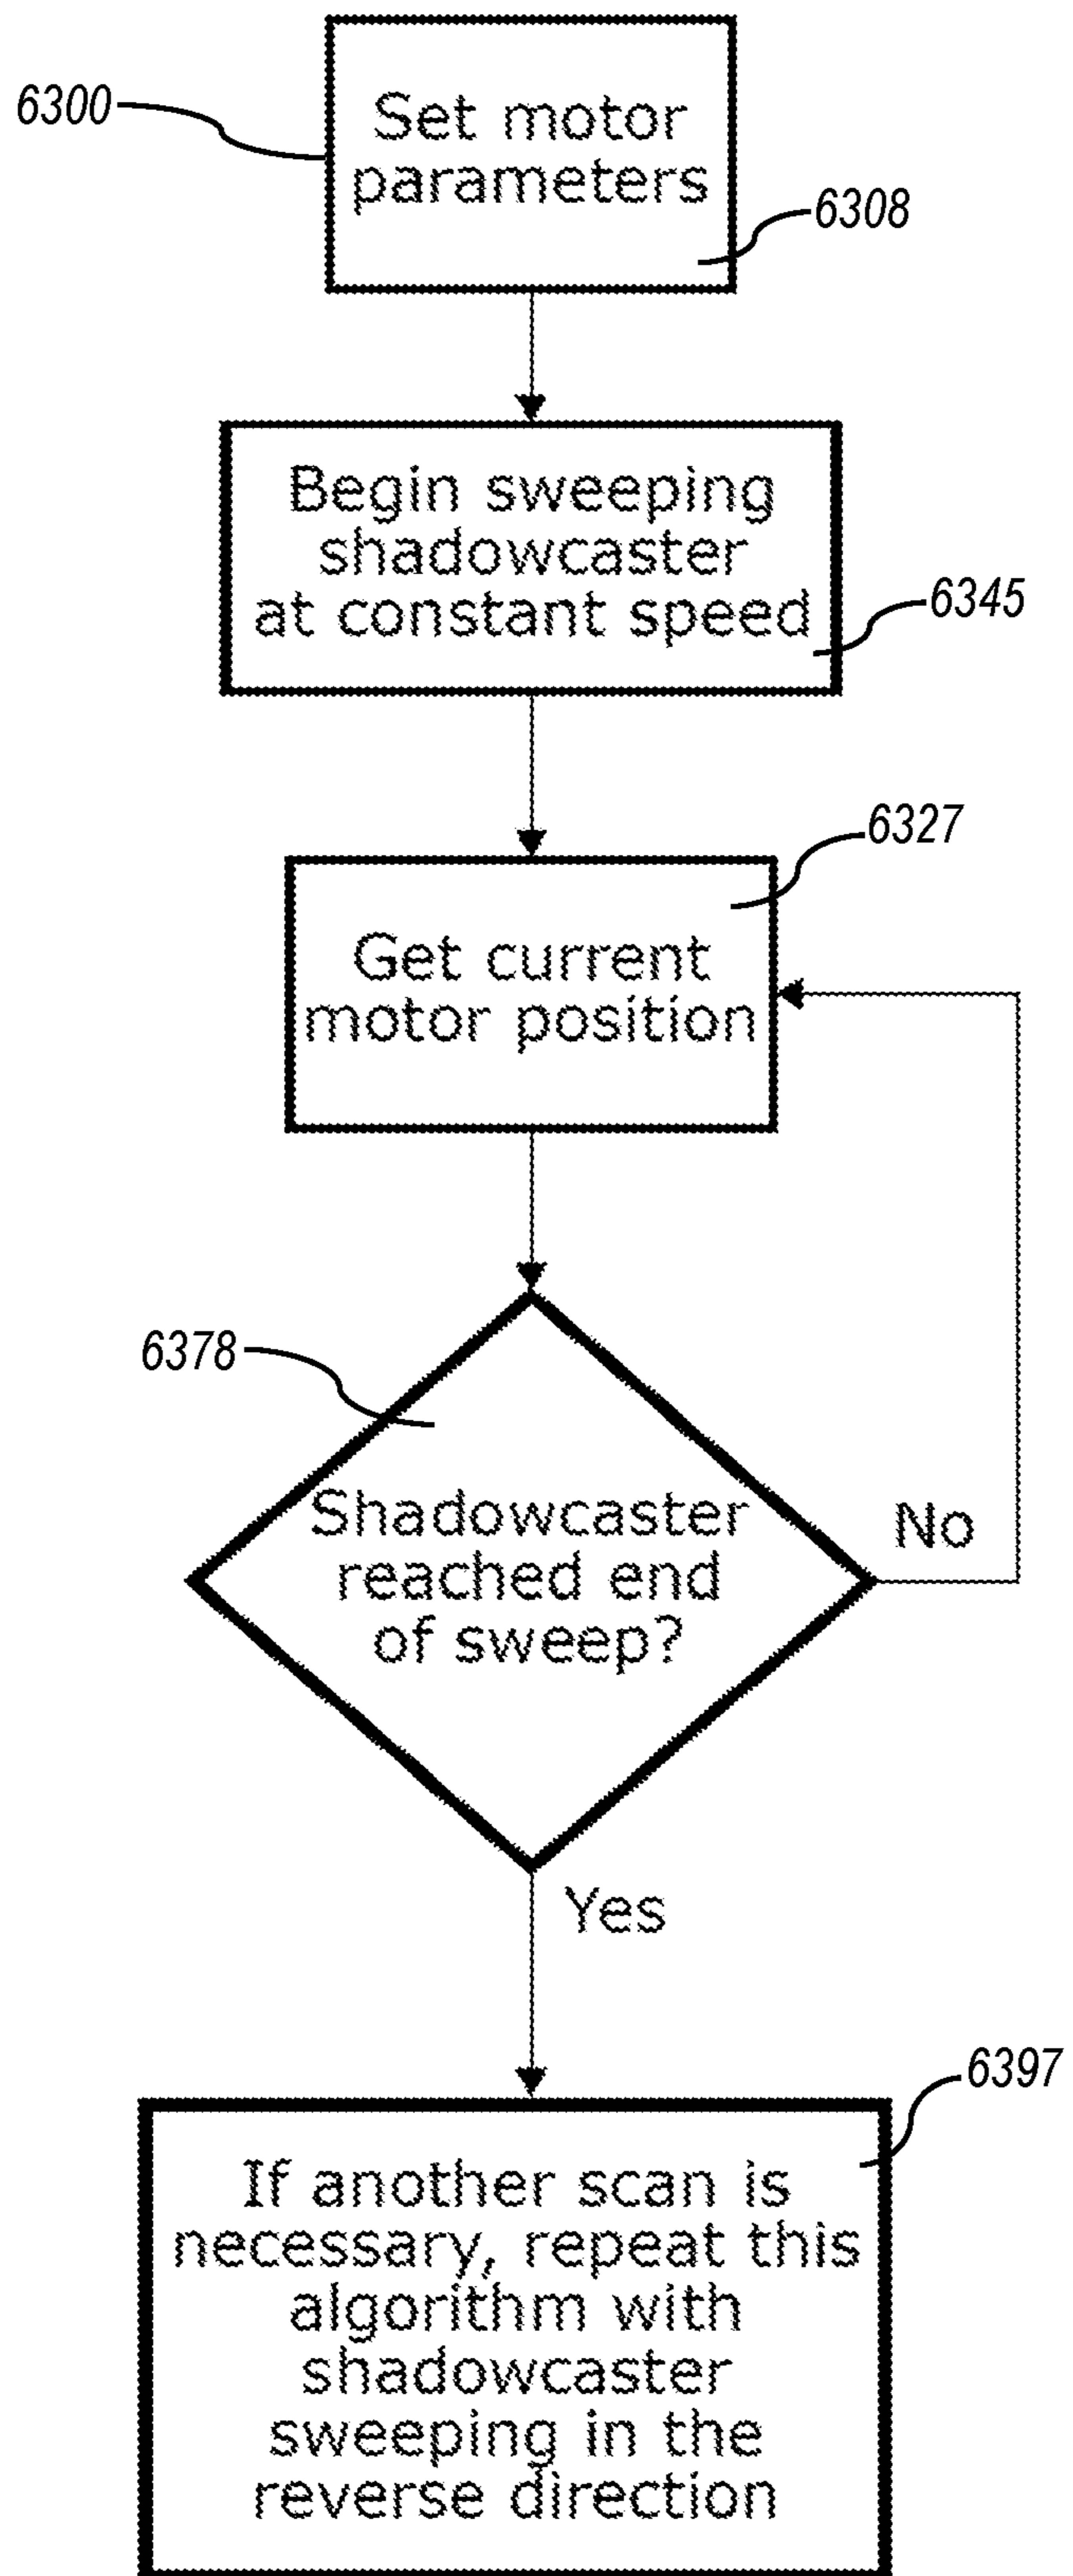 6300
Set motor
parameters
6308
Begin sweeping
shadowcaster
at constant speed
6345
6327
Get current
motor position
6378
Shadowcaster
reached end
of sweep?
No
Yes
6397
If another scan is
necessary, repeat this
algorithm with
shadowcaster
sweeping in the
reverse direction